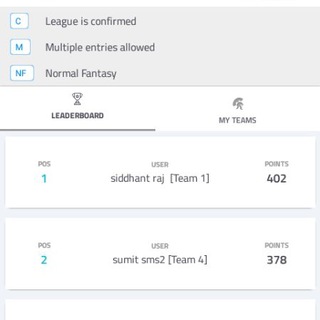 C League is confirmed
M Multiple entries allowed
NF Normal Fantasy
LEADERBOARD MY TEAMS
POS USER POINTS
1 siddhant raj [Team 1] 402
POS USER POINTS
2 sumit sms2 [Team 4] 378